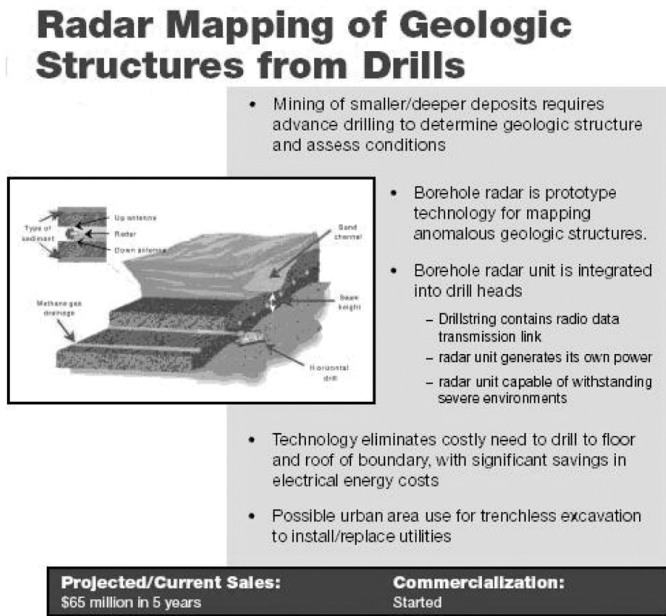 Radar Mapping of Geologic
Structures from Drills
• Mining of smaller/deeper deposits requires
advance drilling to determine geologic structure
and assess conditions
Type of
sediment
Up antenna
Radar
Down antenna
Sand
channel
Methane gas
drainage
Seam
height
Horizontal
drill
• Borehole radar is prototype
technology for mapping
anomalous geologic structures.
• Borehole radar unit is integrated
into drill heads
– Drillstring contains radio data
transmission link
– radar unit generates its own power
– radar unit capable of withstanding
severe environments
• Technology eliminates costly need to drill to floor
and roof of boundary, with significant savings in
electrical energy costs
• Possible urban area use for trenchless excavation
to install/replace utilities
Projected/Current Sales:
$65 million in 5 years
Commercialization:
Started